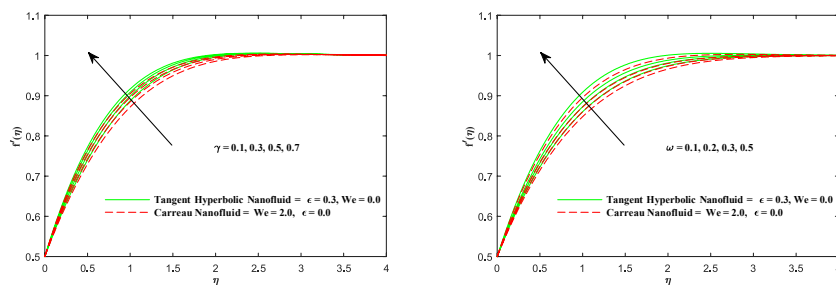 1.1
1
0.9
0.8
0.7
0.6
0.5
f'(η)
γ = 0.1, 0.3, 0.5, 0.7
Tangent Hyperbolic Nanofluid = ϵ = 0.3, We = 0.0
Carreau Nanofluid = We = 2.0, ϵ = 0.0
0 0.5 1 1.5 2 2.5 3 3.5 4
η
1.1
1
0.9
0.8
0.7
0.6
0.5
f'(η)
ω = 0.1, 0.2, 0.3, 0.5
Tangent Hyperbolic Nanofluid = ϵ = 0.3, We = 0.0
Carreau Nanofluid = We = 2.0, ϵ = 0.0
0 0.5 1 1.5 2 2.5 3 3.5
η